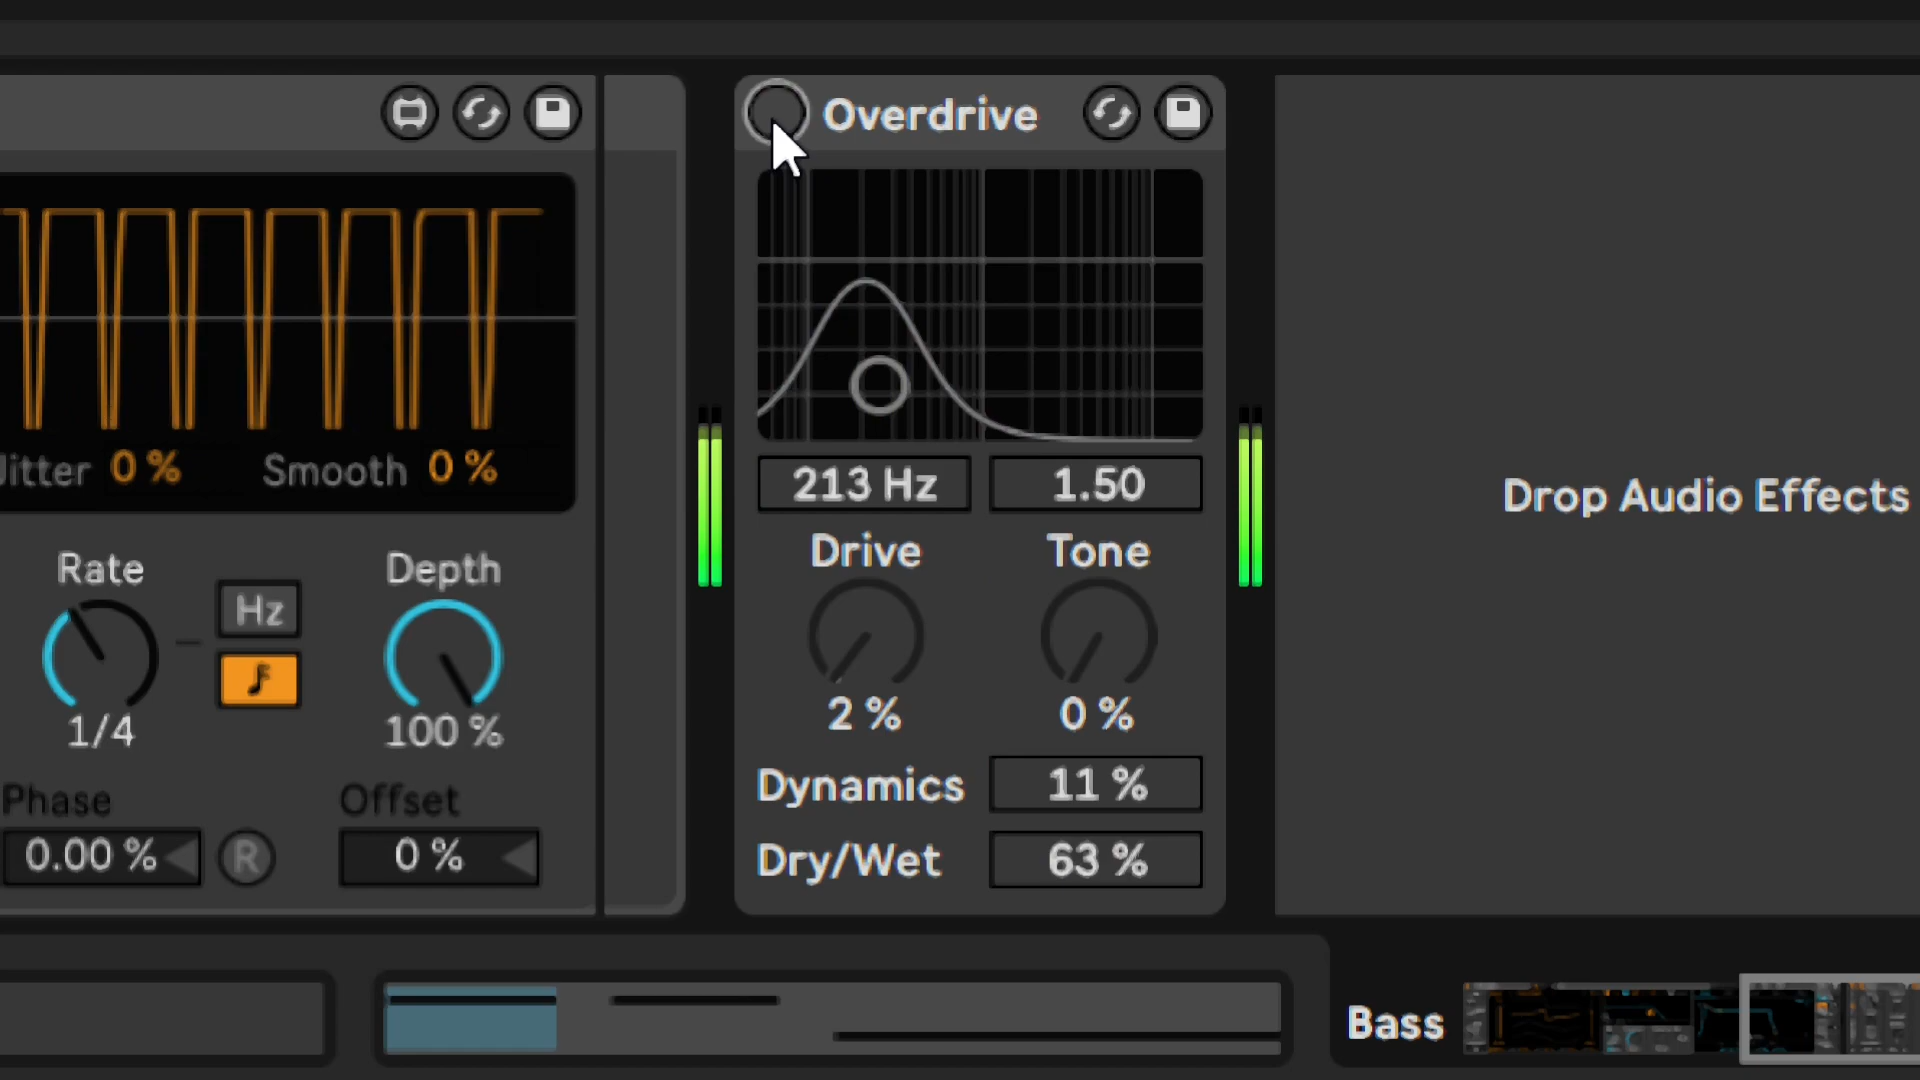 Overdrive
Jitter 0 % Smooth 0 %
Rate Hz Depth
1/4 100 %
Phase Offset
0.00 % R 0 %
213 Hz 1.50
Drive Tone
2 % 0 %
Dynamics 11 %
Dry/Wet 63 %
Drop Audio Effects
Bass